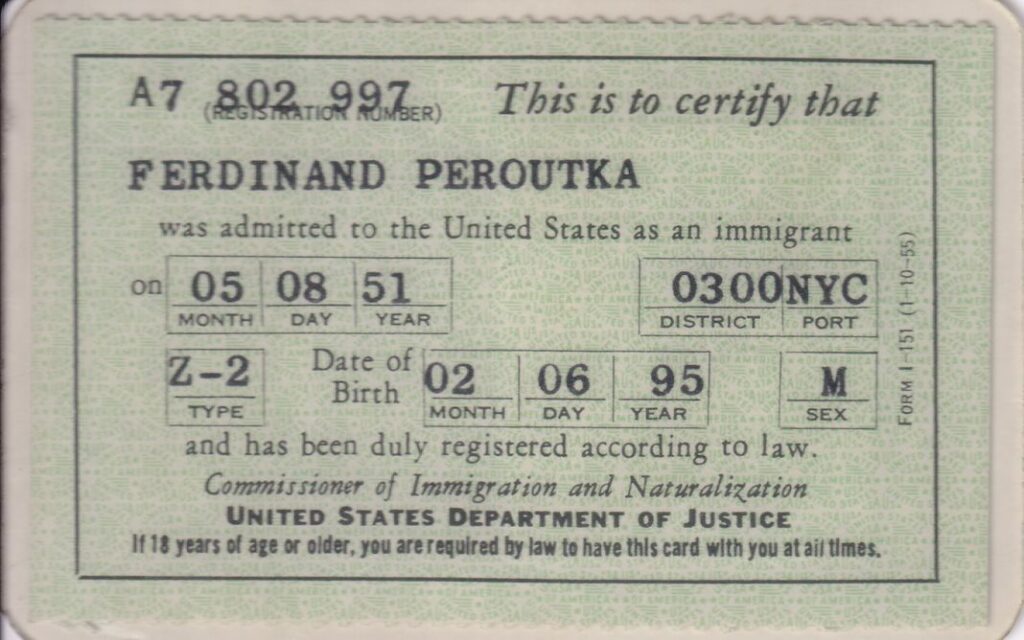 A7 802 997 This is to certify that
(REGISTRATION NUMBER)
FERDINAND PEROUTKA
was admitted to the United States as an immigrant
on 05 08 51 0300 NYC
MONTH DAY YEAR DISTRICT PORT
Z-2 Date of Birth 02 06 95 M
TYPE MONTH DAY YEAR SEX
and has been duly registered according to law.
Commissioner of Immigration and Naturalization
UNITED STATES DEPARTMENT OF JUSTICE
If 18 years of age or older, you are required by law to have this card with you at all times.
FORM I-151 (1-10-55)